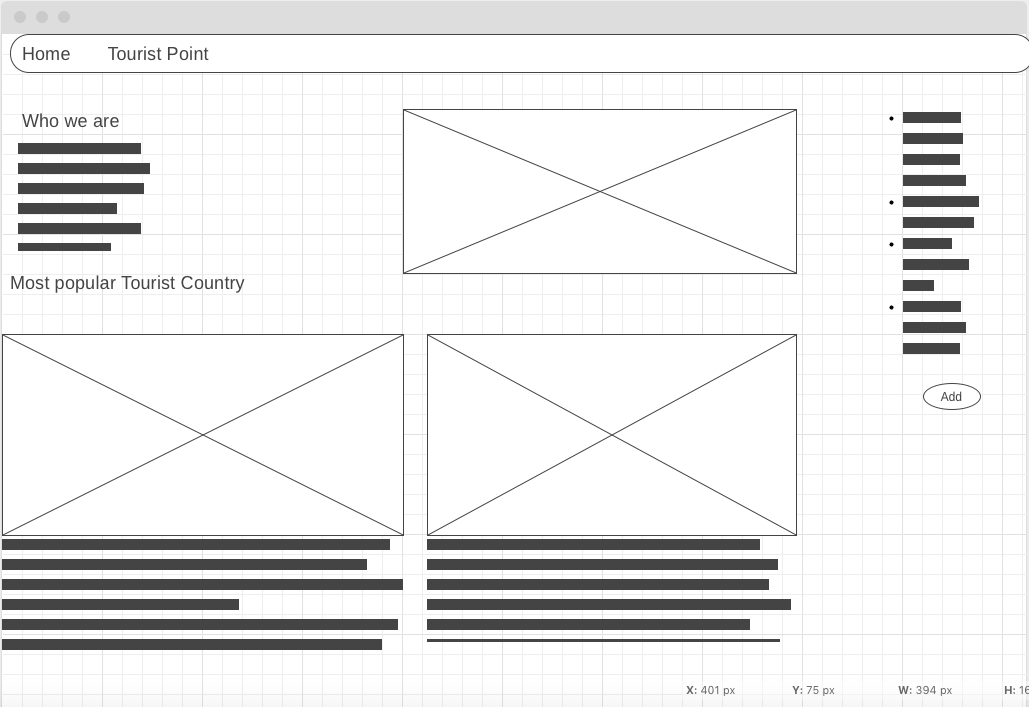 Home Tourist Point
Who we are
Most popular Tourist Country
Add
X: 401 px Y: 75 px W: 394 px H: 16